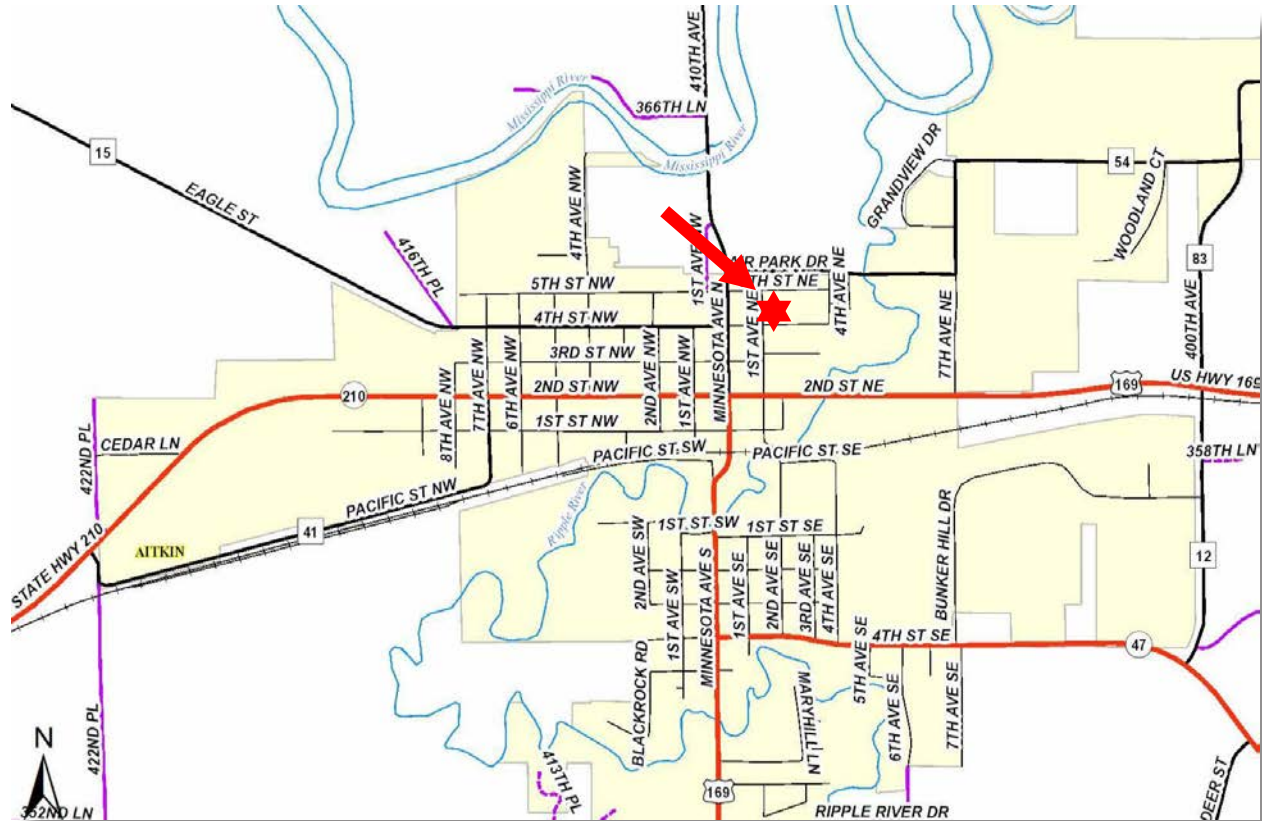 410TH AVE
Mississippi River
366TH LN
Mississippi River
GRANDVIEW DR
54
WOODLAND CT
15
EAGLE ST
4TH AVE NW
416TH PL
1ST AVE NW
AIR PARK DR
83
5TH ST NW
TH ST NE
4TH AVE NE
400TH AVE
4TH ST NW
MINNESOTA AVE N
1ST AVE NE
7TH AVE NE
3RD ST NW
2ND AVE NW
1ST AVE NW
8TH AVE NW
7TH AVE NW
6TH AVE NW
210
2ND ST NW
2ND ST NE
169
US HWY 169
1ST ST NW
422ND PL
CEDAR LN
PACIFIC ST SW
PACIFIC ST SE
358TH LN
PACIFIC ST NW
Ripple River
41
STATE HWY 210
AITKIN
1ST ST SW
1ST ST SE
2ND AVE SW
1ST AVE SW
MINNESOTA AVE S
1ST AVE SE
2ND AVE SE
3RD AVE SE
4TH AVE SE
BUNKER HILL DR
12
4TH ST SE
47
5TH AVE SE
BLACKROCK RD
MARYHILL LN
6TH AVE SE
7TH AVE SE
422ND PL
N
413TH PL
169
352ND LN
RIPPLE RIVER DR
DEER ST